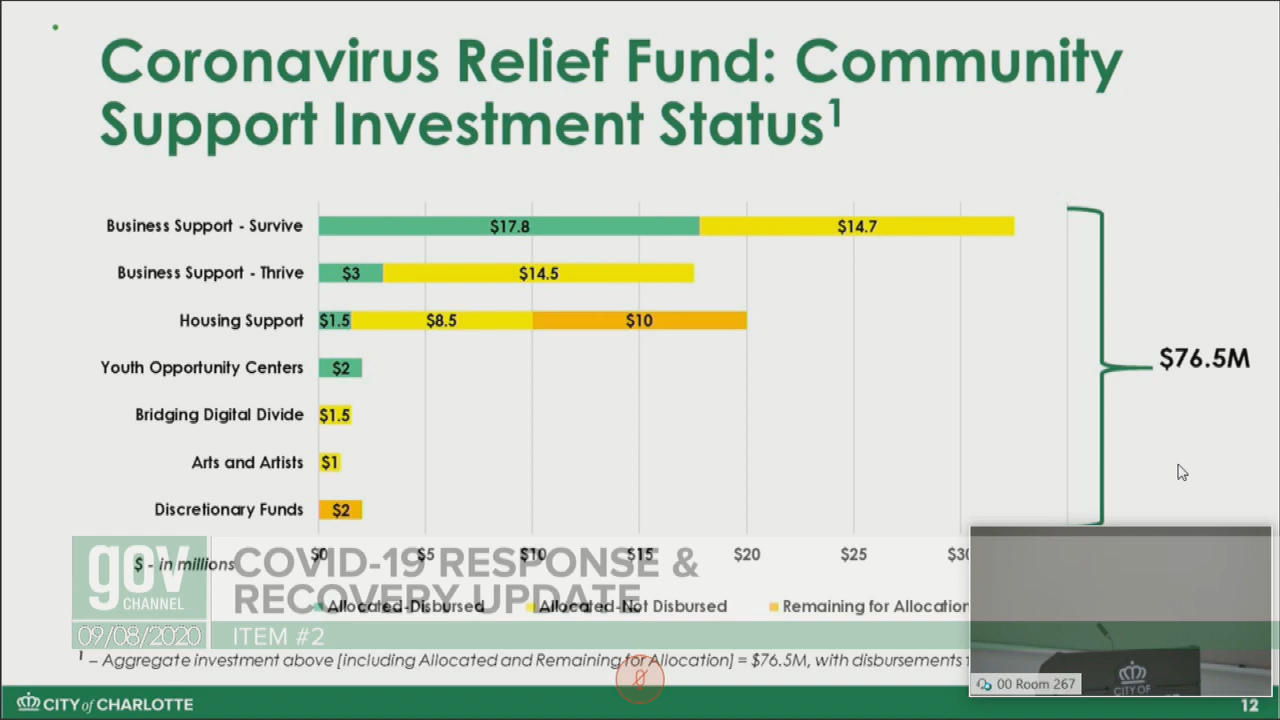 Coronavirus Relief Fund: Community
Support Investment Status¹
Business Support - Survive $17.8 $14.7
Business Support - Thrive $3 $14.5
Housing Support $1.5 $8.5 $10
Youth Opportunity Centers $2
$76.5M
Bridging Digital Divide $1.5
Arts and Artists $1
Discretionary Funds $2
$0 $5 $10 $15 $20 $25 $30
$ - in millions
gov
CHANNEL
09/08/2020
COVID-19 RESPONSE &
RECOVERY UPDATE
ITEM #2
Allocated-Disbursed Allocated-Not Disbursed Remaining for Allocation
¹ – Aggregate investment above [including Allocated and Remaining for Allocation] = $76.5M, with disbursements
00 Room 267
CITY OF
CITY of CHARLOTTE
12